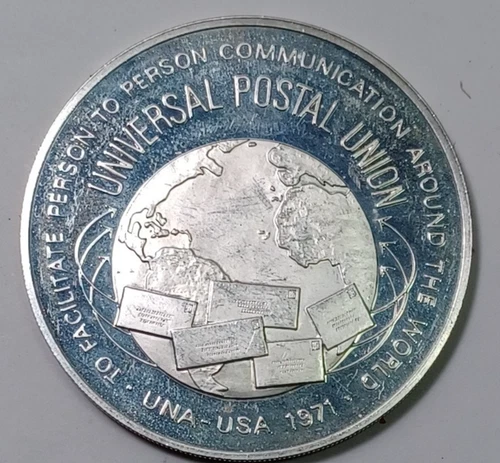 · TO FACILITATE PERSON TO PERSON COMMUNICATION AROUND THE WORLD ·
UNIVERSAL POSTAL UNION
UNA-USA 1971